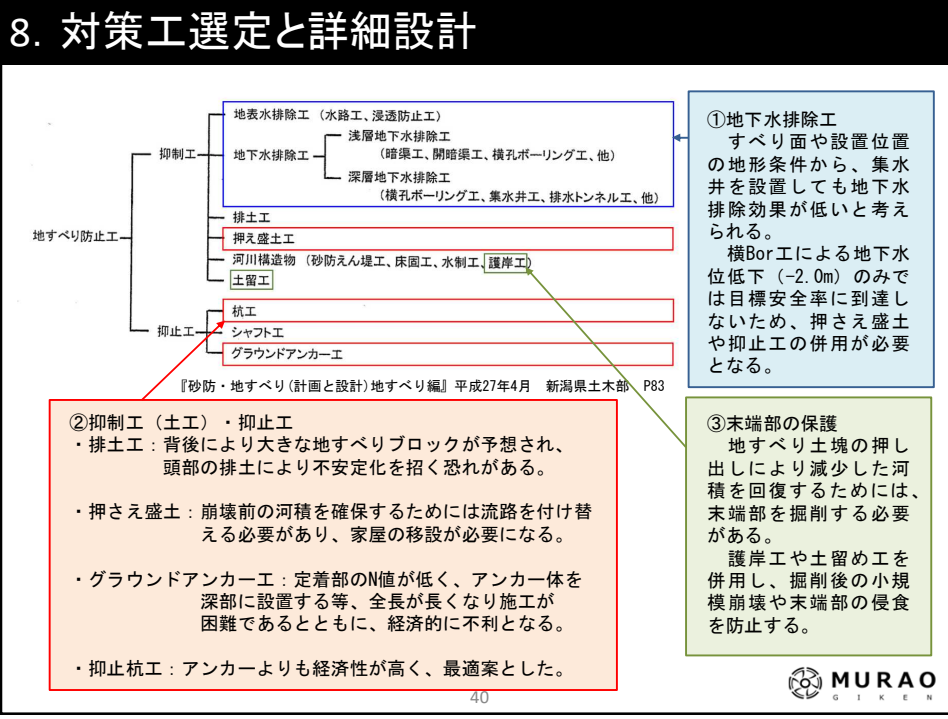 8. 対策工選定と詳細設計
地表水排除工 (水路工、浸透防止工)
浅層地下水排除工
抑制工
地下水排除工
(暗渠工、開暗渠工、横孔ボーリング工、他)
深層地下水排除工
(横孔ボーリング工、集水井工、排水トンネル工、他)
排土工
地すべり防止工
押え盛土工
河川構造物 (砂防えん堤工、床固工、水制工、護岸工)
土留工
杭工
抑止工
シャフト工
グラウンドアンカー工
『砂防・地すべり(計画と設計)地すべり編』平成27年4月 新潟県土木部 P83
①地下水排除工
すべり面や設置位置
の地形条件から、集水
井を設置しても地下水
排除効果が低いと考え
られる。
横Bor工による地下水
位低下(-2.0m)のみで
は目標安全率に到達し
ないため、押さえ盛土
や抑止工の併用が必要
となる。
②抑制工(土工)・抑止工
・排土工:背後により大きな地すべりブロックが予想され、
頭部の排土により不安定化を招く恐れがある。
・押さえ盛土:崩壊前の河積を確保するためには流路を付け替
える必要があり、家屋の移設が必要になる。
・グラウンドアンカー工:定着部のN値が低く、アンカー体を
深部に設置する等、全長が長くなり施工が
困難であるとともに、経済的に不利となる。
・抑止杭工:アンカーよりも経済性が高く、最適案とした。
③末端部の保護
地すべり土塊の押し
出しにより減少した河
積を回復するためには、
末端部を掘削する必要
がある。
護岸工や土留め工を
併用し、掘削後の小規
模崩壊や末端部の侵食
を防止する。
40
MURAO
GIKEN